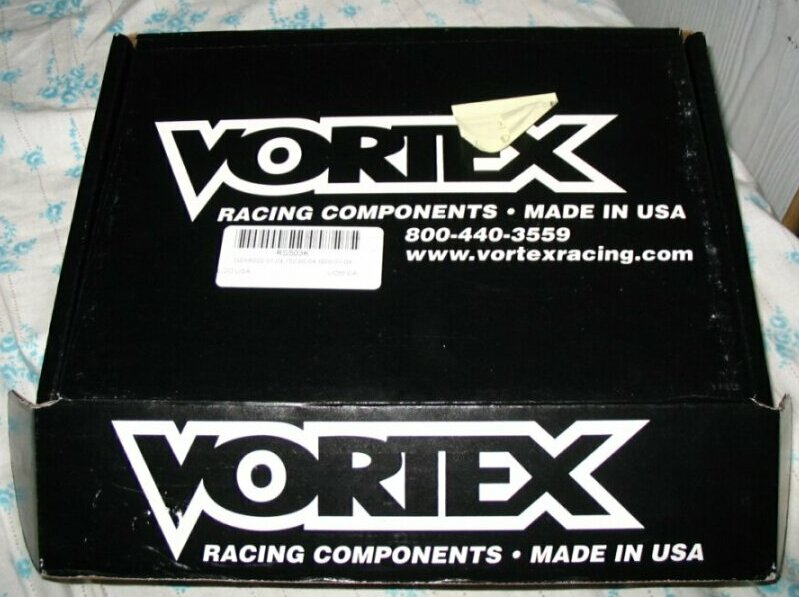 VORTEX
RACING COMPONENTS • MADE IN USA
800-440-3559
www.vortexracing.com
VORTEX
RACING COMPONENTS • MADE IN USA